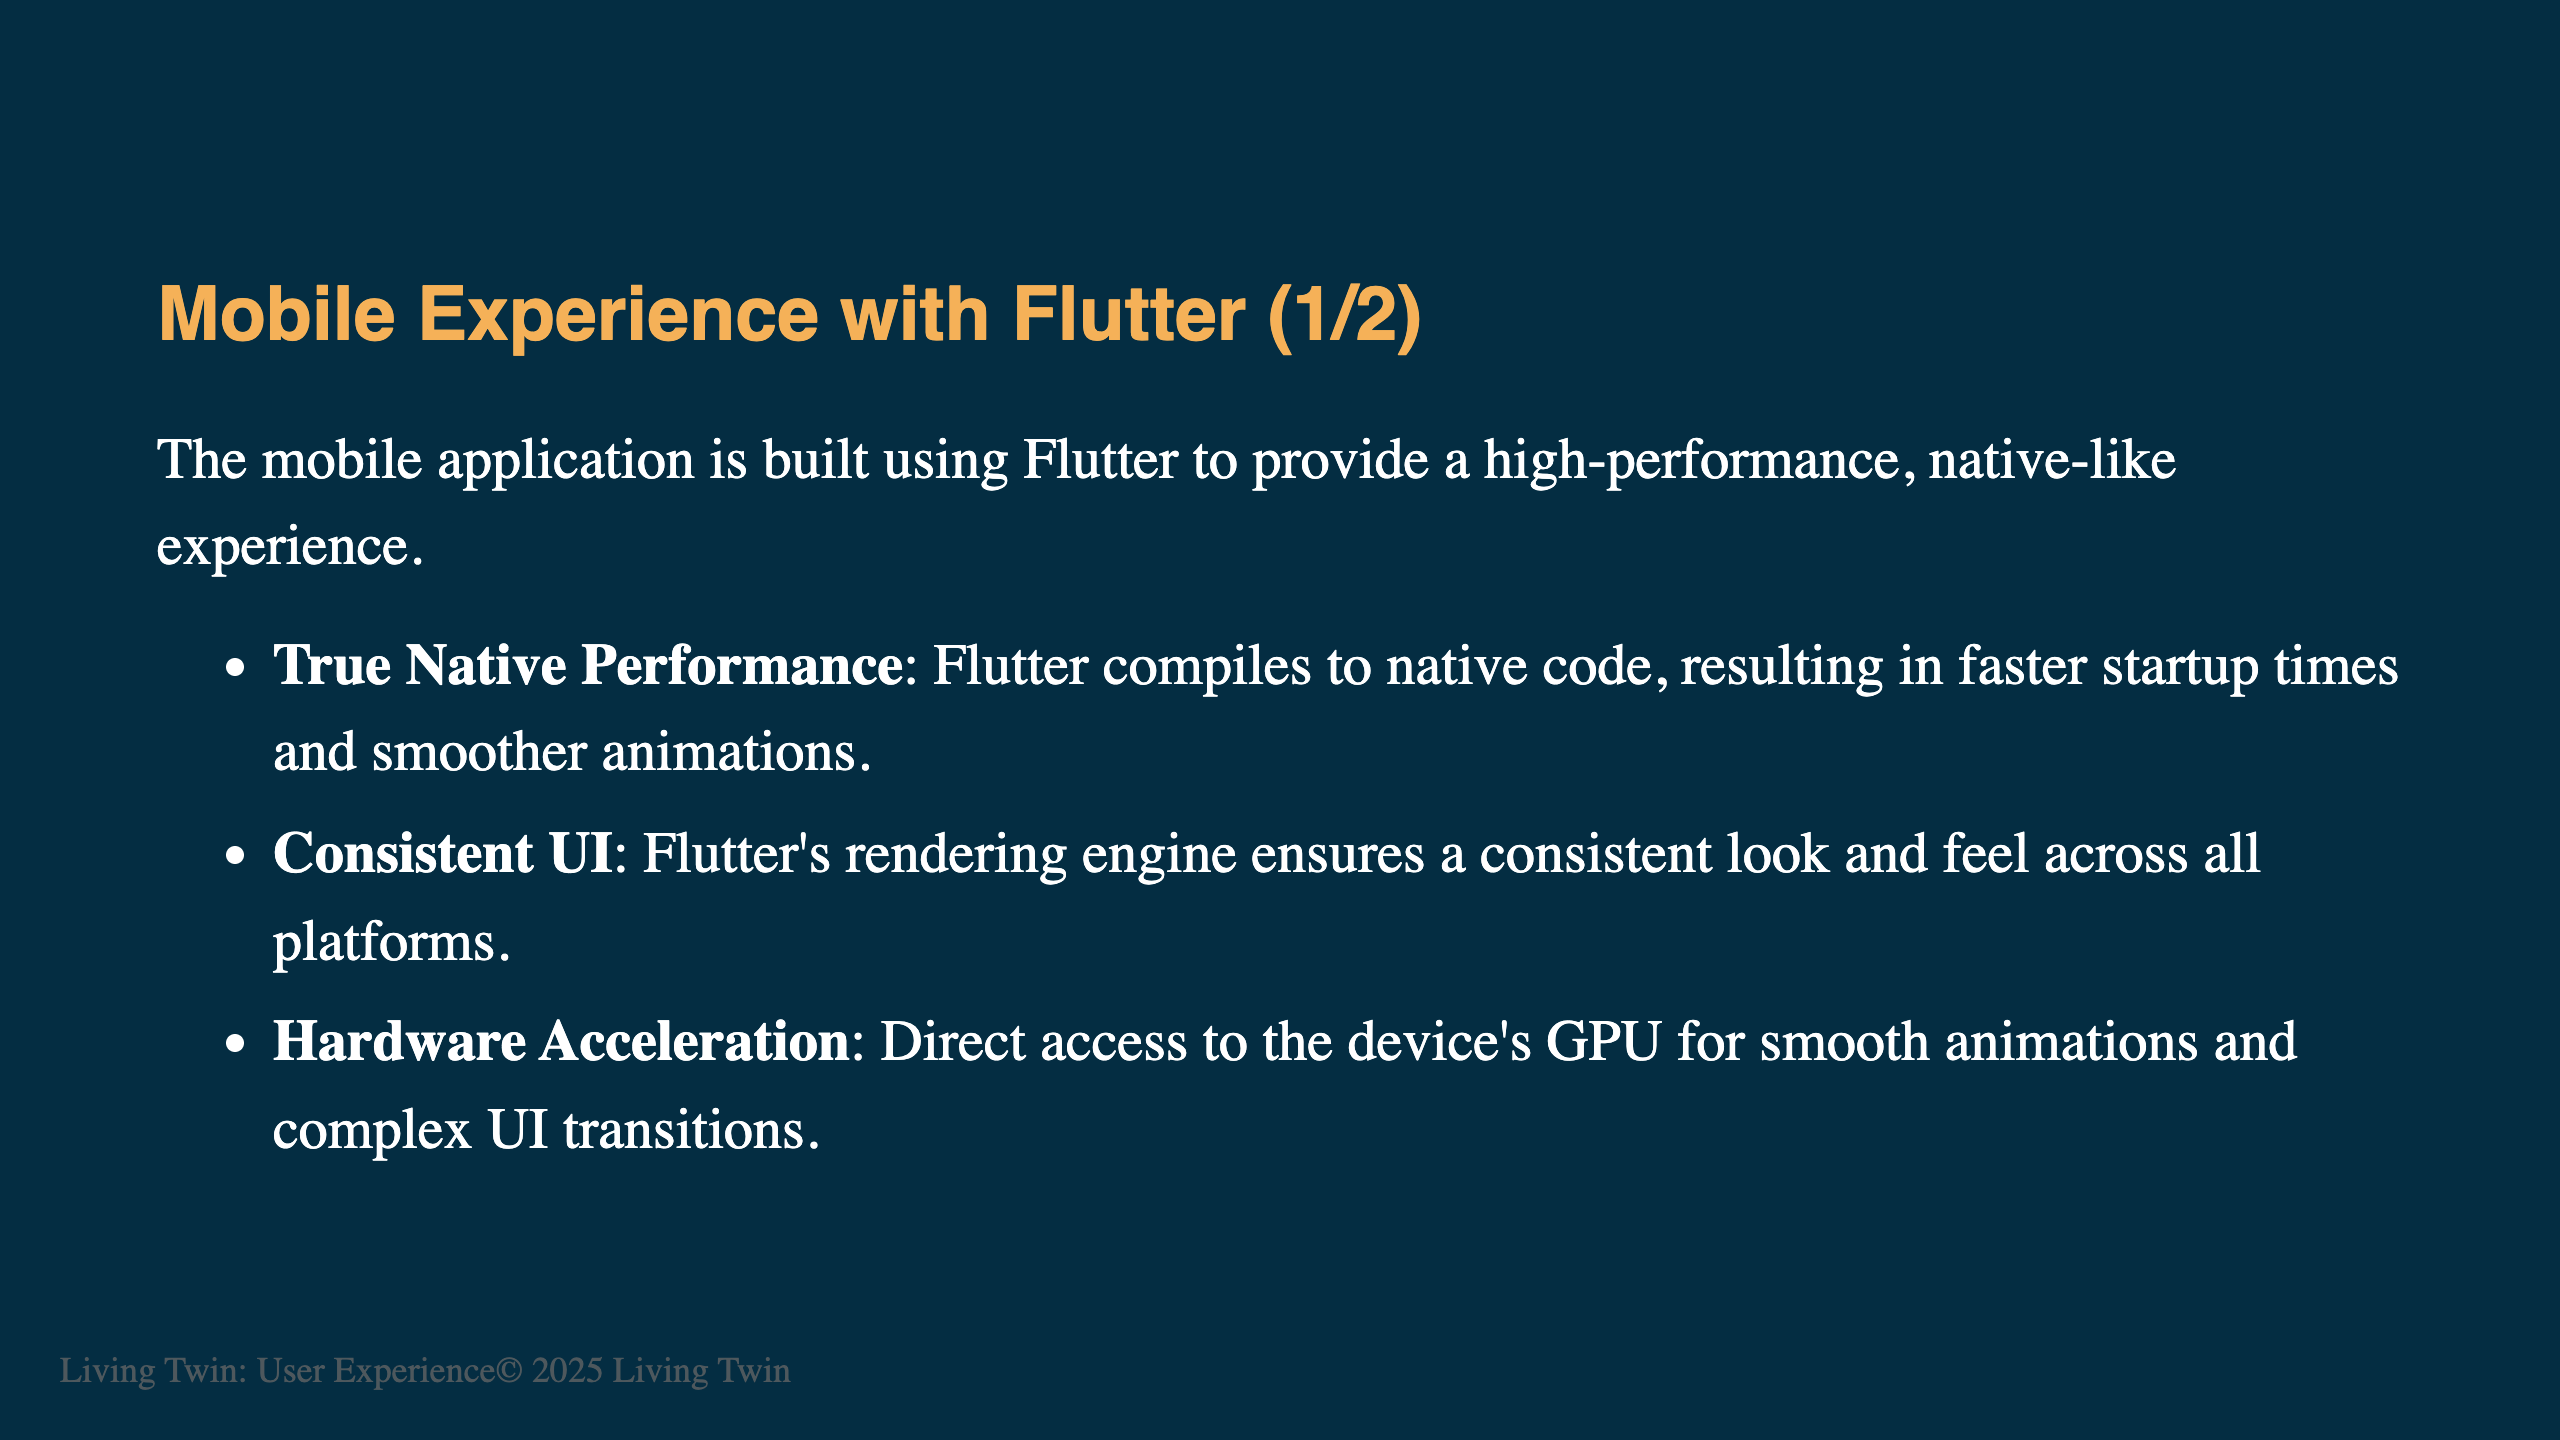 Mobile Experience with Flutter (1/2)
The mobile application is built using Flutter to provide a high-performance, native-like
experience.
• True Native Performance: Flutter compiles to native code, resulting in faster startup times
and smoother animations.
• Consistent UI: Flutter's rendering engine ensures a consistent look and feel across all
platforms.
• Hardware Acceleration: Direct access to the device's GPU for smooth animations and
complex UI transitions.
Living Twin: User Experience© 2025 Living Twin